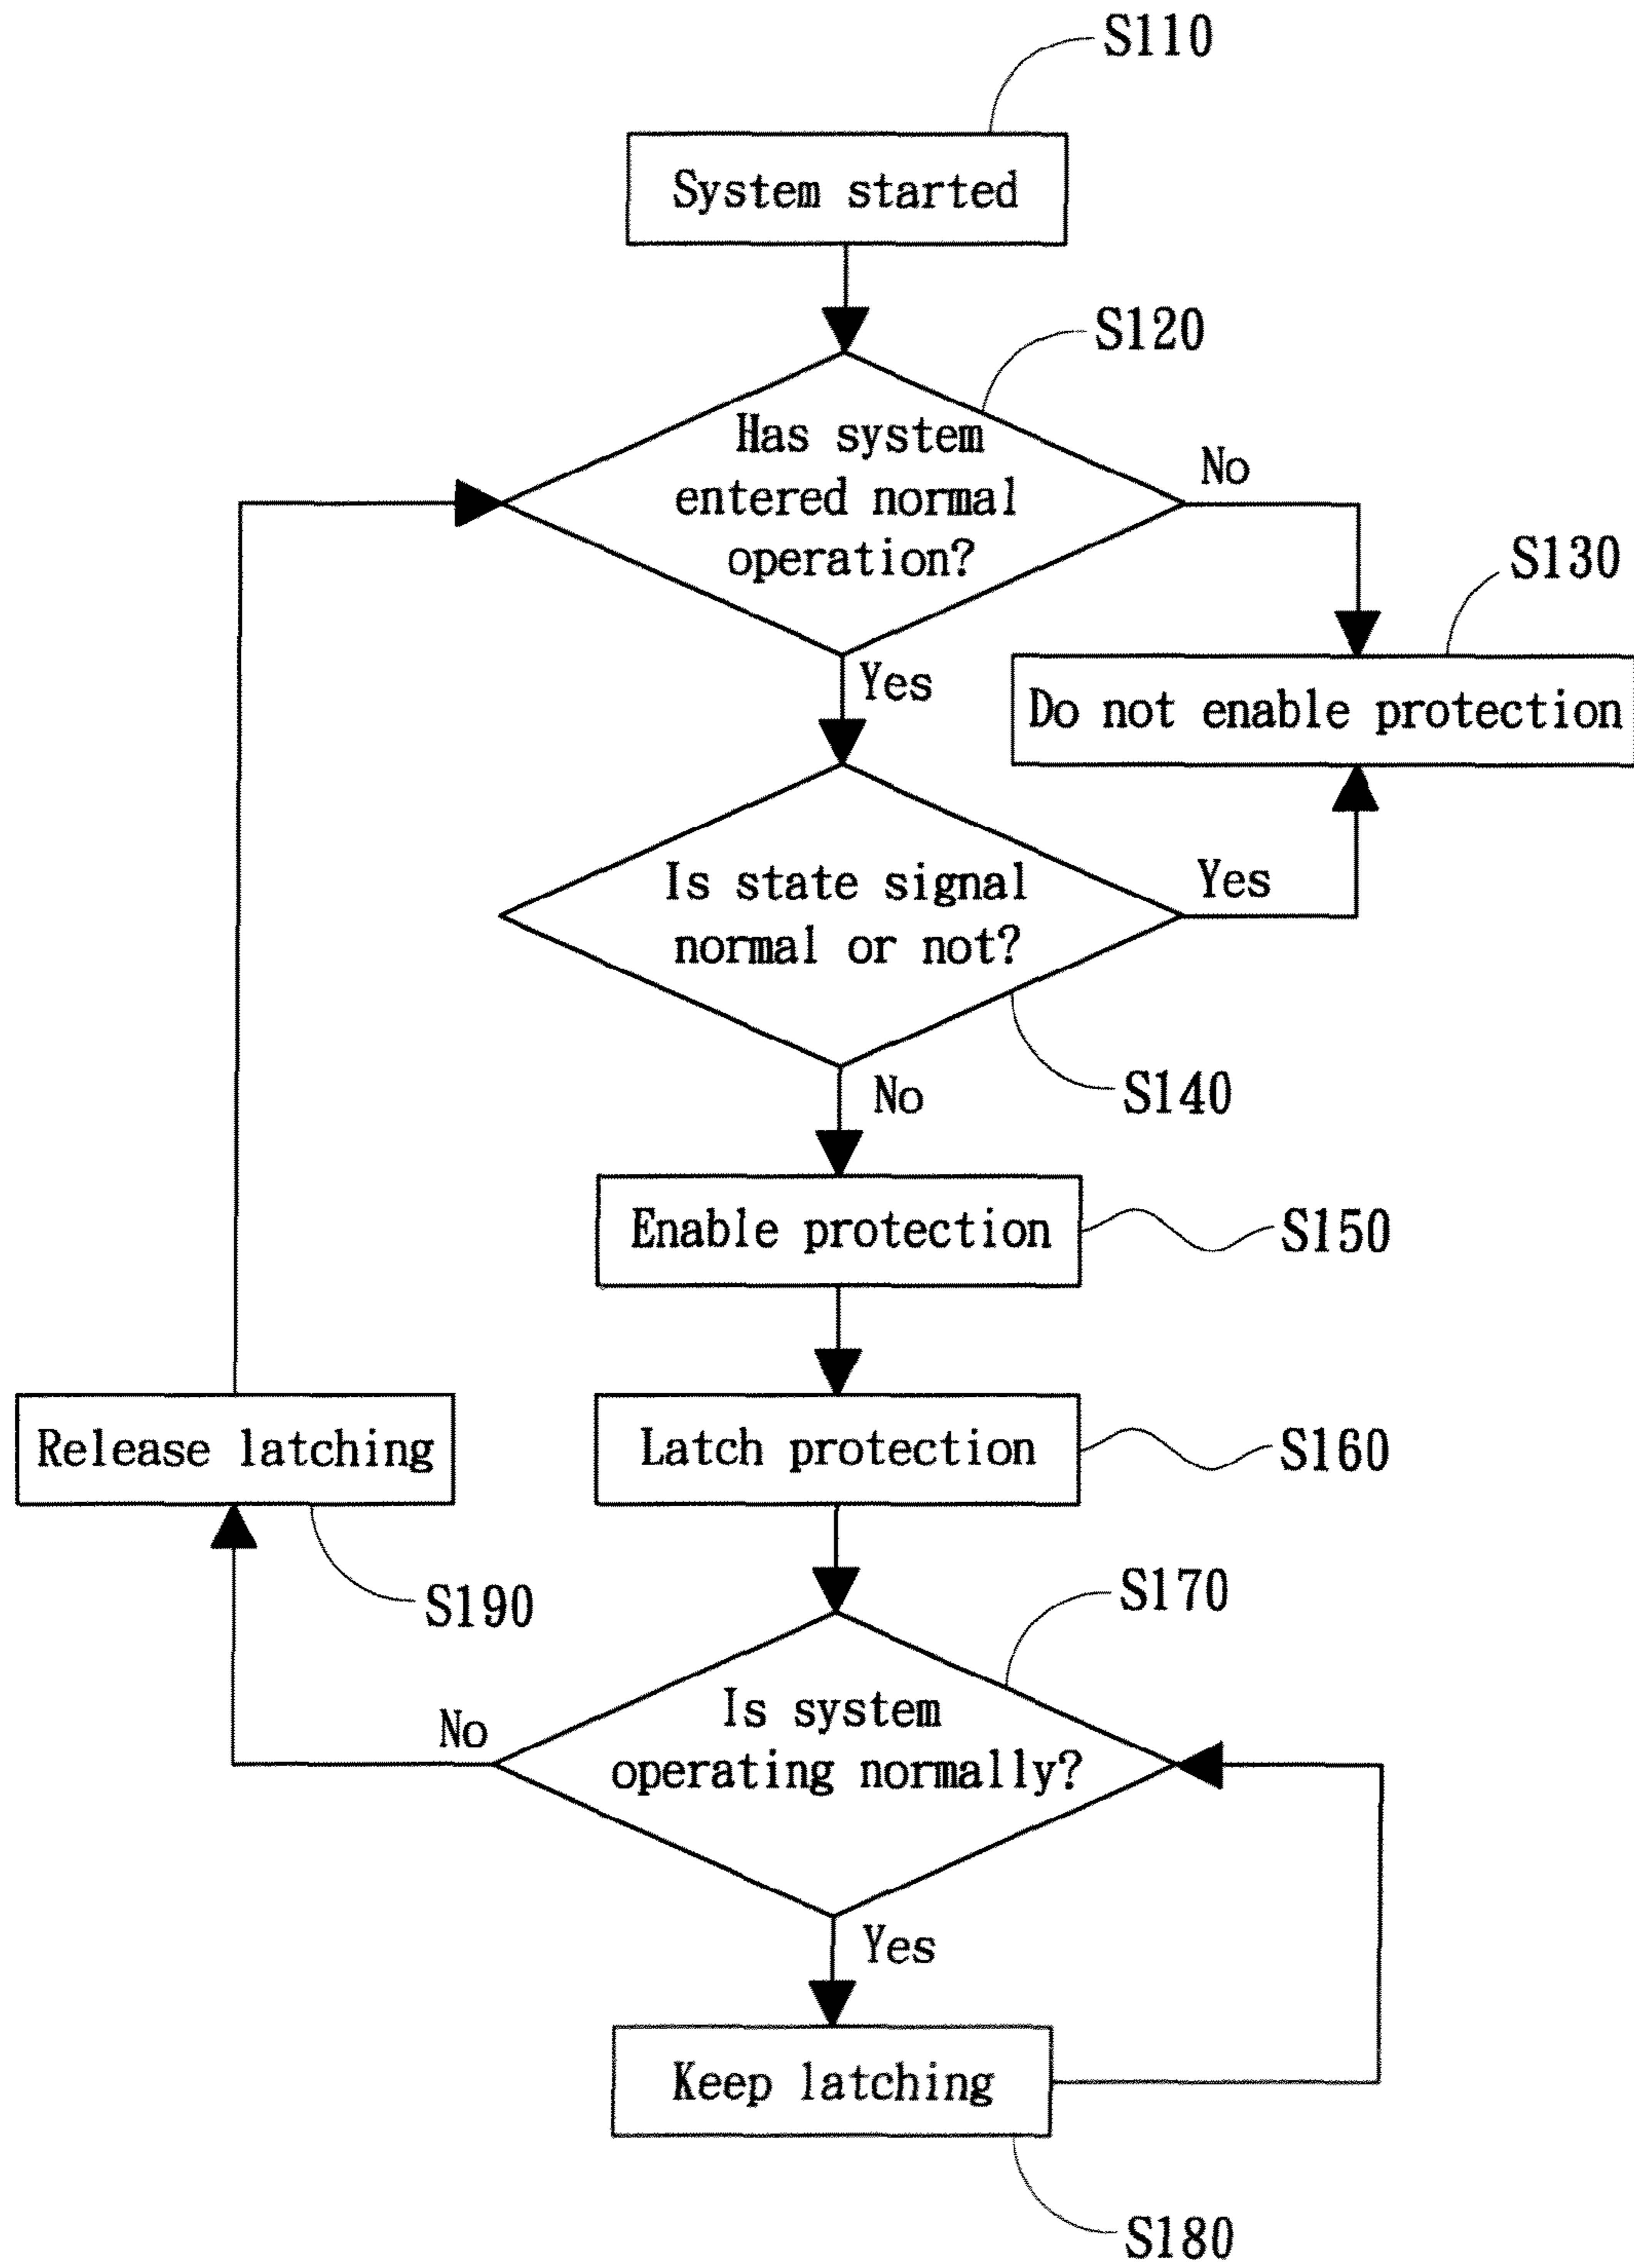 S110
System started
S120
Has system
entered normal
operation?
No
S130
Yes
Do not enable protection
Is state signal
normal or not?
Yes
No
S140
Enable protection
S150
Release latching
Latch protection
S160
S190
S170
Is system
operating normally?
No
Yes
Keep latching
S180